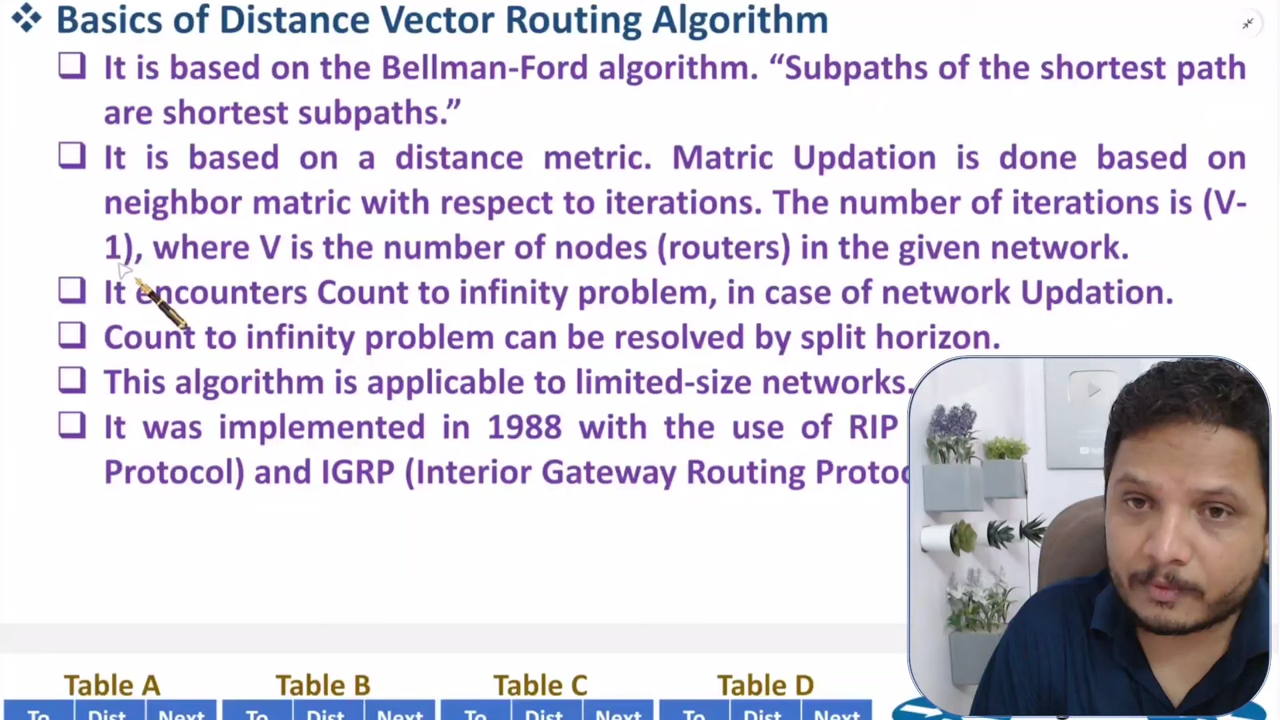 ❖ Basics of Distance Vector Routing Algorithm
❑ It is based on the Bellman-Ford algorithm. “Subpaths of the shortest path
are shortest subpaths.”
❑ It is based on a distance metric. Matric Updation is done based on
neighbor matric with respect to iterations. The number of iterations is (V-
1), where V is the number of nodes (routers) in the given network.
❑ It encounters Count to infinity problem, in case of network Updation.
❑ Count to infinity problem can be resolved by split horizon.
❑ This algorithm is applicable to limited-size networks.
❑ It was implemented in 1988 with the use of RIP
Protocol) and IGRP (Interior Gateway Routing Protoc
Table A Table B Table C Table D
To Dist Next To Dist Next To Dist Next To Dist Next